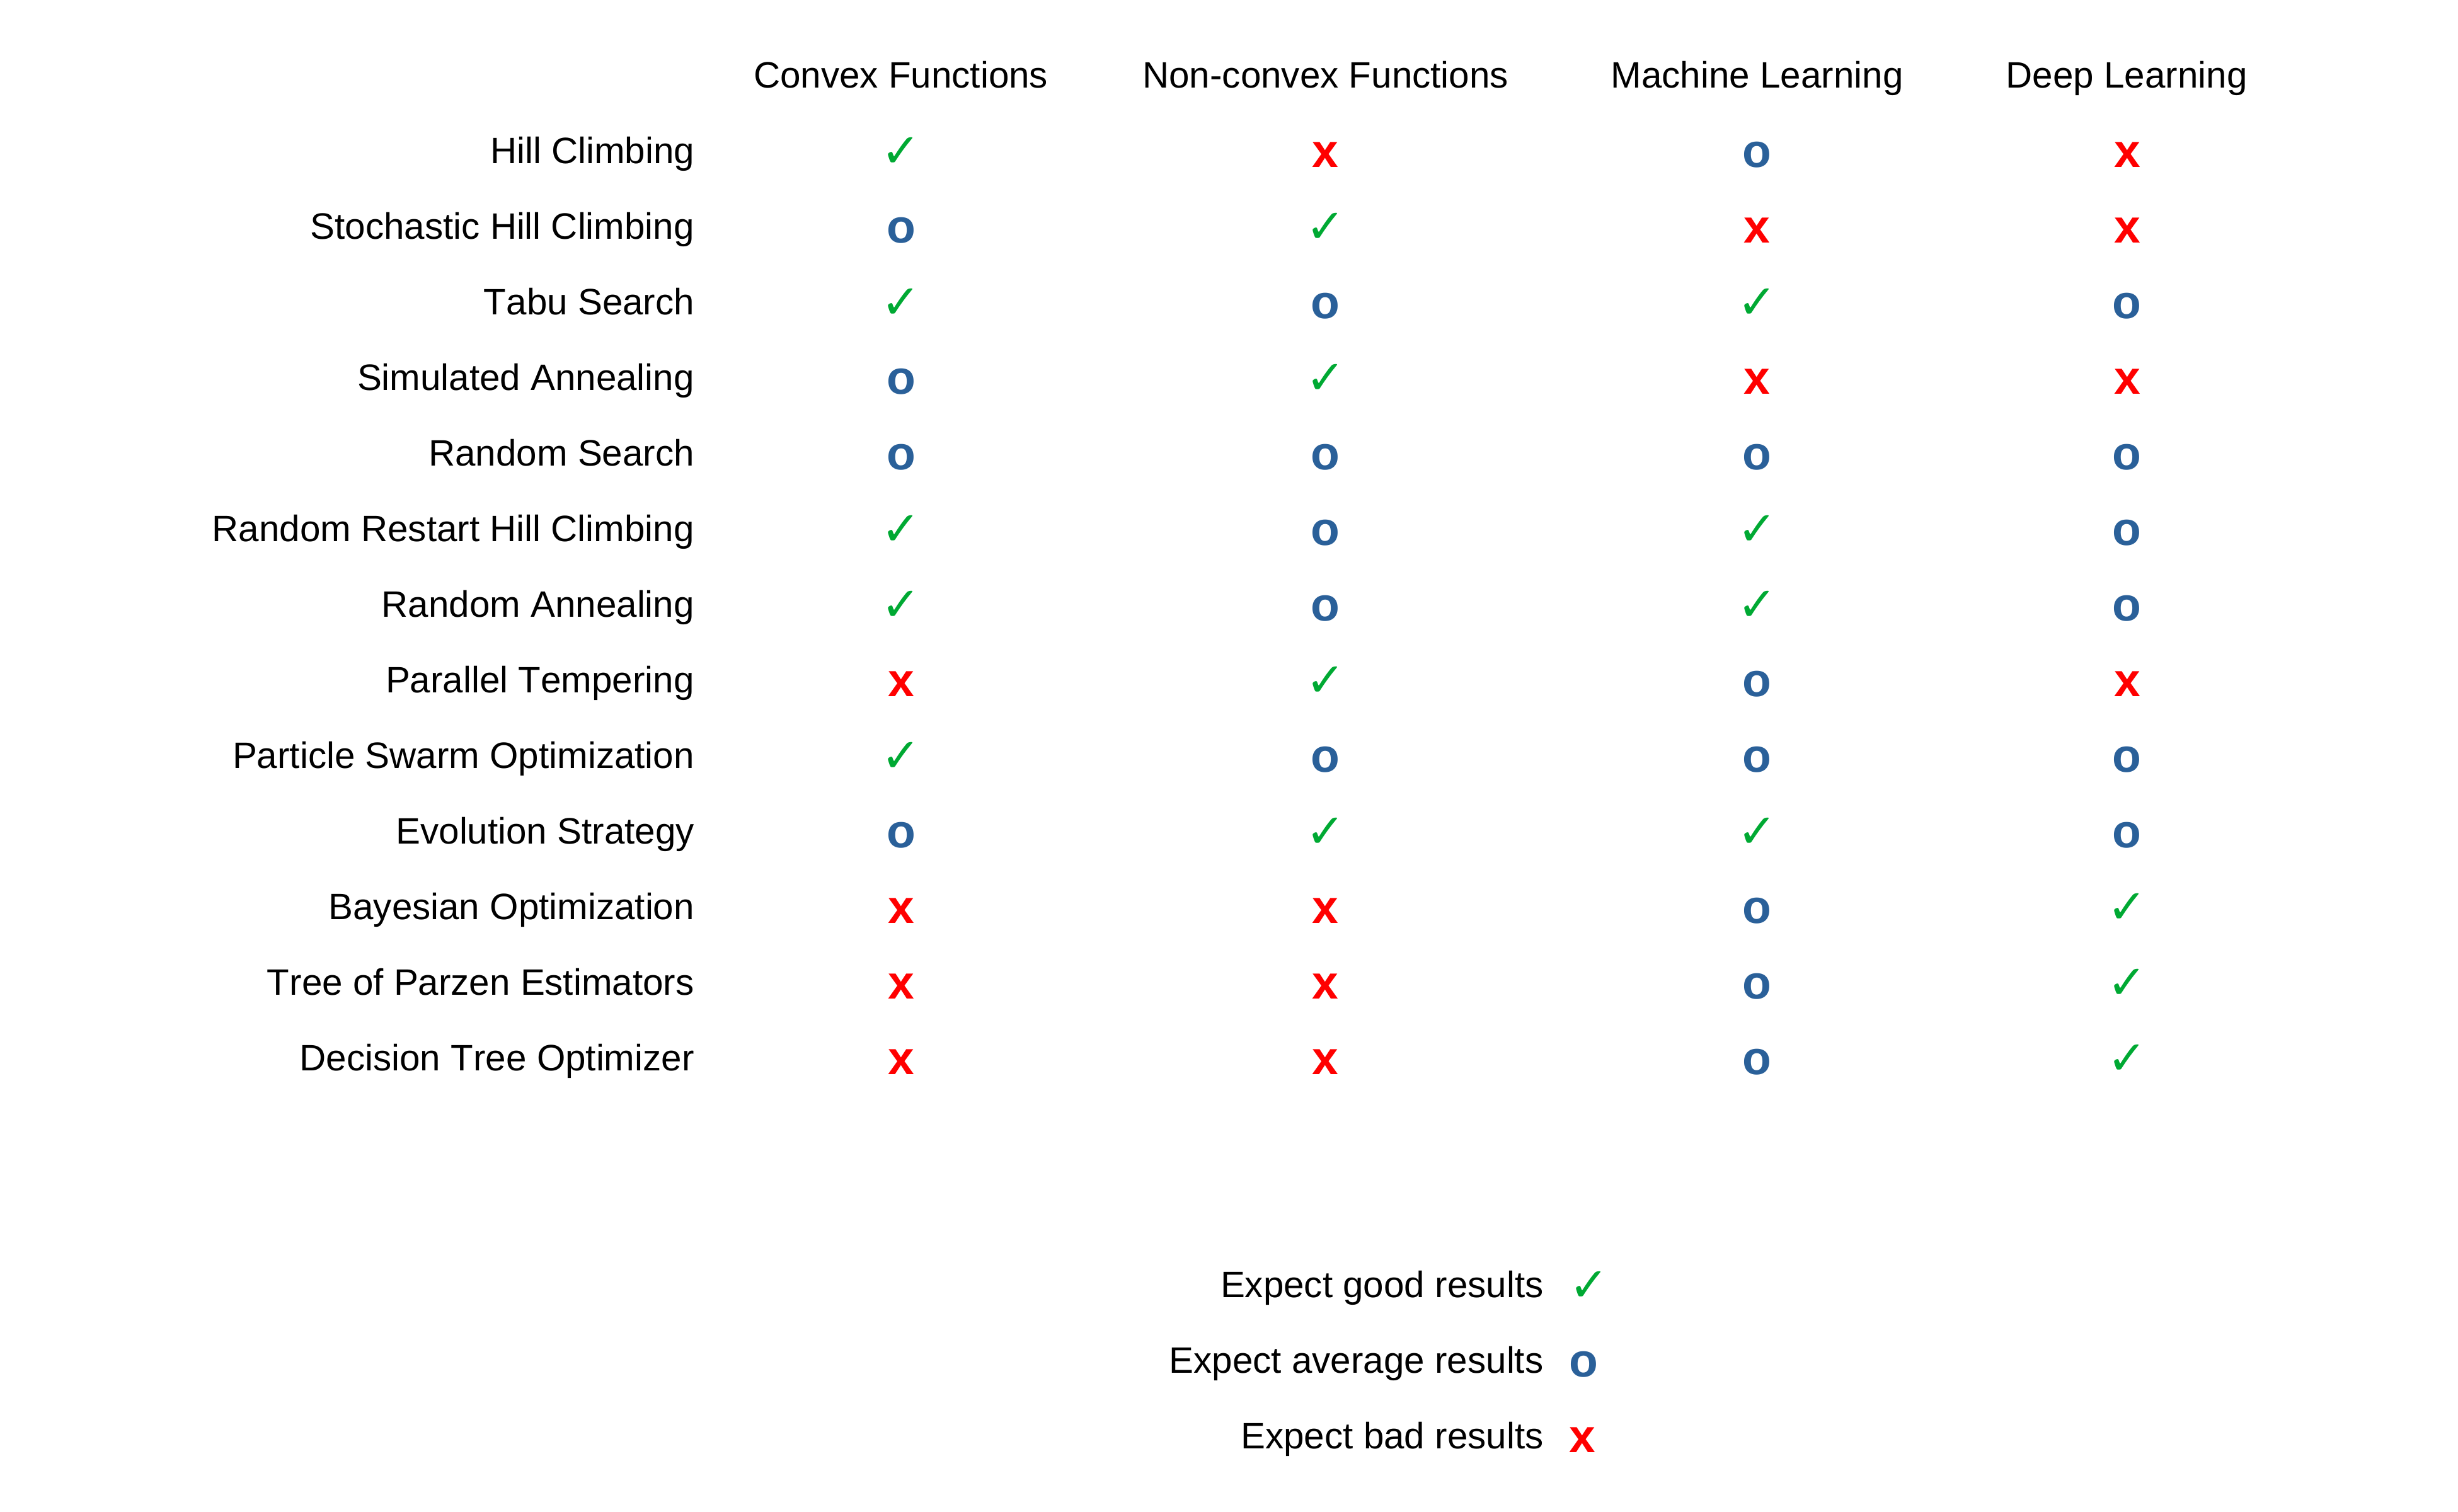 Convex Functions Non-convex Functions Machine Learning Deep Learning
Hill Climbing ✓ x o x
Stochastic Hill Climbing o ✓ x x
Tabu Search ✓ o ✓ o
Simulated Annealing o ✓ x x
Random Search o o o o
Random Restart Hill Climbing ✓ o ✓ o
Random Annealing ✓ o ✓ o
Parallel Tempering x ✓ o x
Particle Swarm Optimization ✓ o o o
Evolution Strategy o ✓ ✓ o
Bayesian Optimization x x o ✓
Tree of Parzen Estimators x x o ✓
Decision Tree Optimizer x x o ✓
Expect good results ✓
Expect average results o
Expect bad results x